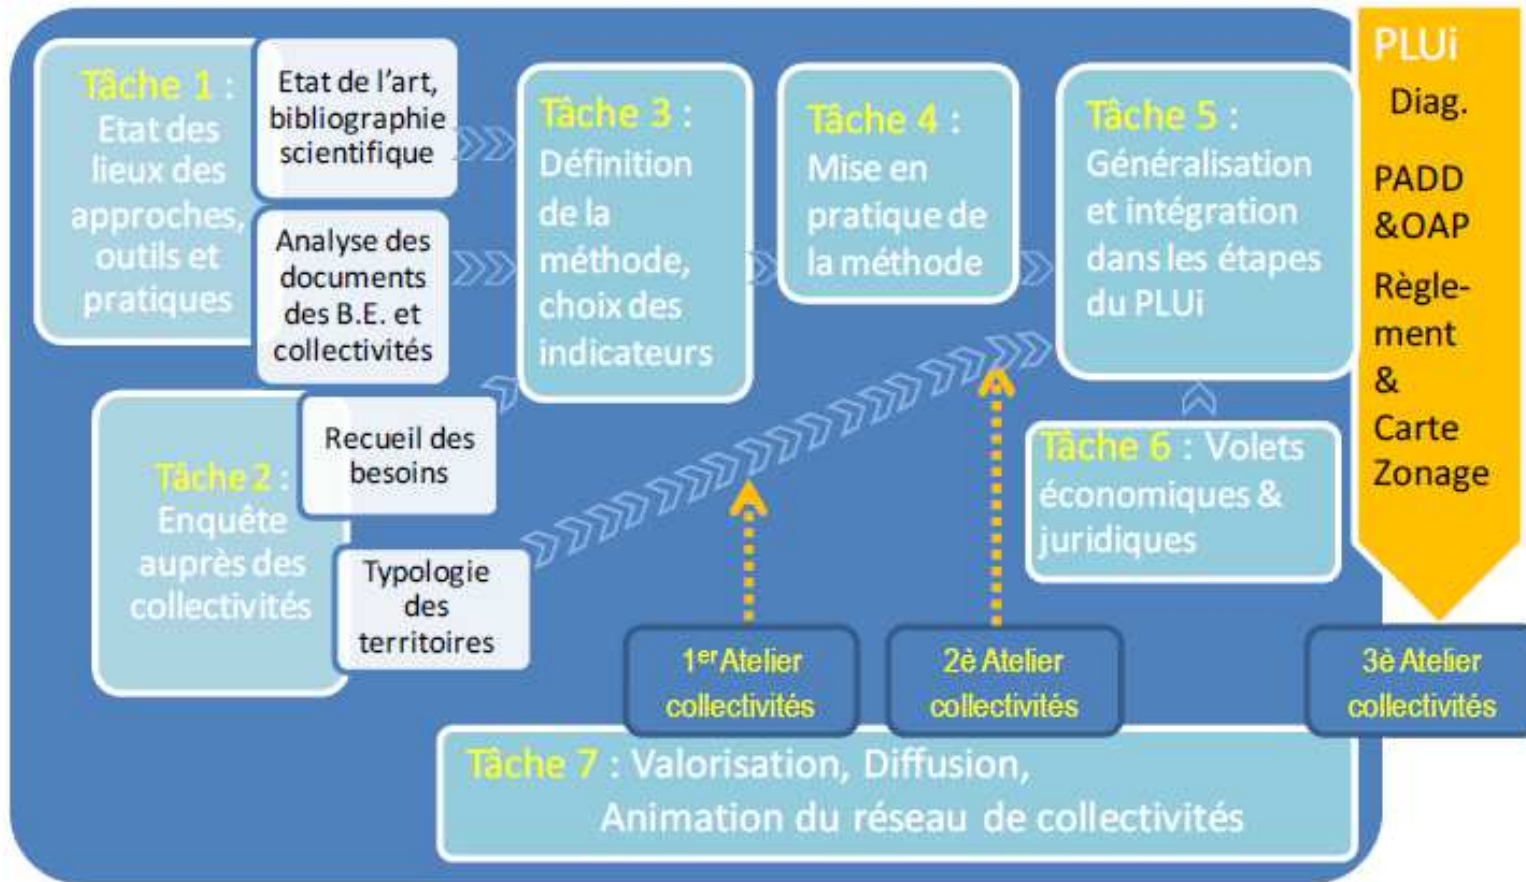 Tâche 1 :
Etat des
lieux des
approches,
outils et
pratiques
Etat de l’art,
bibliographie
scientifique
Analyse des
documents
des B.E. et
collectivités
Tâche 2 :
Enquête
auprès des
collectivités
Recueil des
besoins
Typologie
des
territoires
Tâche 3 :
Définition
de la
méthode,
choix des
indicateurs
Tâche 4 :
Mise en
pratique de
la méthode
Tâche 5 :
Généralisation
et intégration
dans les étapes
du PLUi
Tâche 6 : Volets
économiques &
juridiques
PLUi
Diag.
PADD
&OAP
Règle-
ment
&
Carte
Zonage
1er Atelier
collectivités
2è Atelier
collectivités
3è Atelier
collectivités
Tâche 7 : Valorisation, Diffusion,
Animation du réseau de collectivités